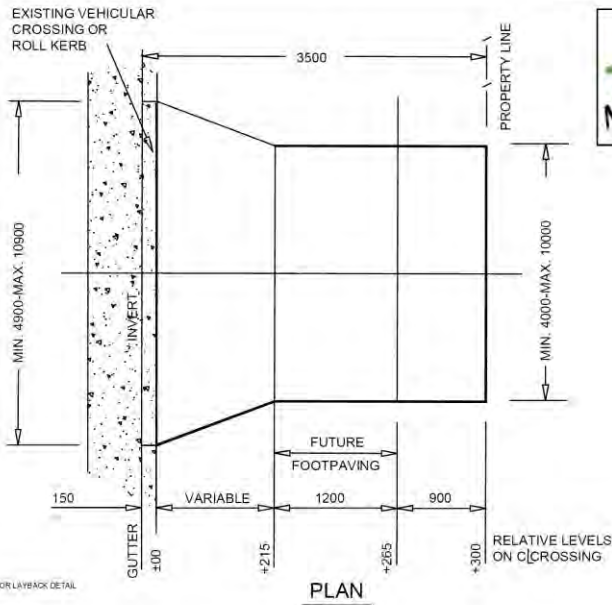 EXISTING VEHICULAR
CROSSING OR
ROLL KERB
3500
PROPERTY LINE
MIN. 4900-MAX. 10900
INVERT
MIN. 4000-MAX. 10000
FUTURE
FOOTPAVING
150
VARIABLE
1200
900
GUTTER
±00
+215
+265
+300
RELATIVE LEVELS
ON C[CROSSING
OR LAYBACK DETAIL
PLAN